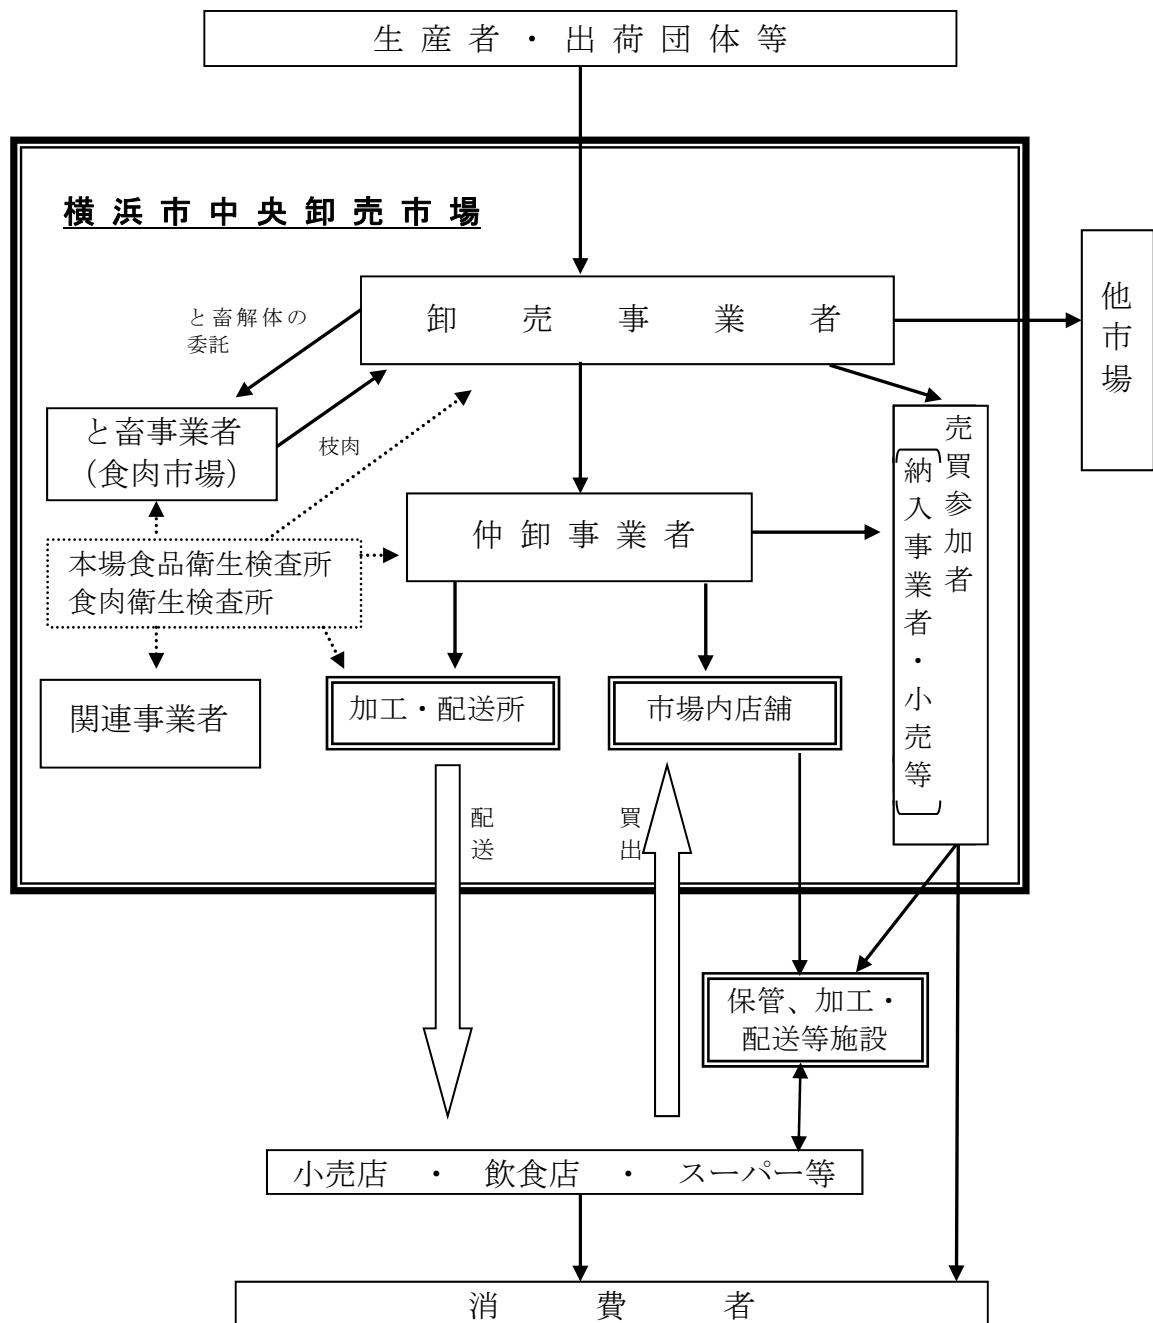 生産者・出荷団体等
横浜市中央卸売市場
卸売事業者
他市場
と畜解体の
委託
と畜事業者
（食肉市場）
枝肉
売買参加者
納入事業者・小売等
仲卸事業者
本場食品衛生検査所
食肉衛生検査所
関連事業者
加工・配送所
市場内店舗
配送
買出
保管、加工・
配送等施設
小売店　・　飲食店　・　スーパー等
消費者